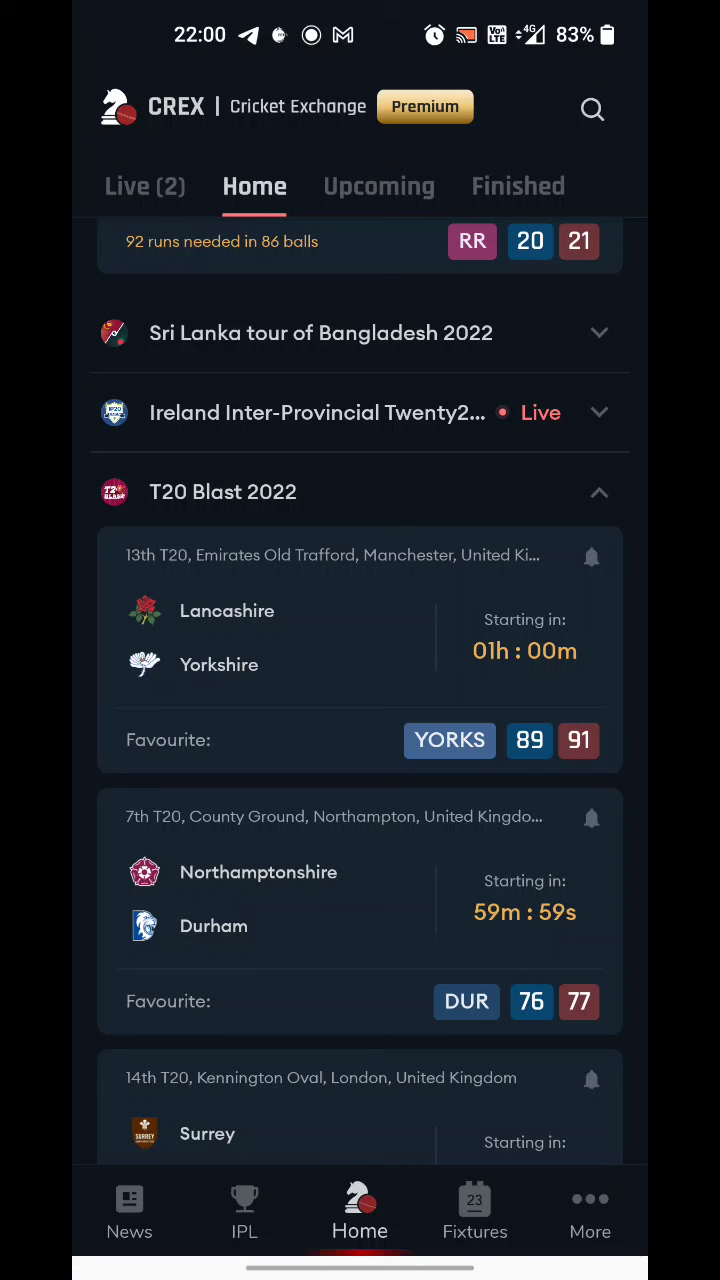 22:00 VoD LTE 4G 83%
CREX | Cricket Exchange Premium
Live (2) Home Upcoming Finished
92 runs needed in 86 balls RR 20 21
Sri Lanka tour of Bangladesh 2022
Ireland Inter-Provincial Twenty2... • Live
T20 Blast 2022
13th T20, Emirates Old Trafford, Manchester, United Ki...
Lancashire
Starting in:
01h : 00m
Yorkshire
Favourite: YORKS 89 91
7th T20, County Ground, Northampton, United Kingdo...
Northamptonshire
Starting in:
59m : 59s
Durham
Favourite: DUR 76 77
14th T20, Kennington Oval, London, United Kingdom
SURREY
Surrey
Starting in:
23
News IPL Home Fixtures More